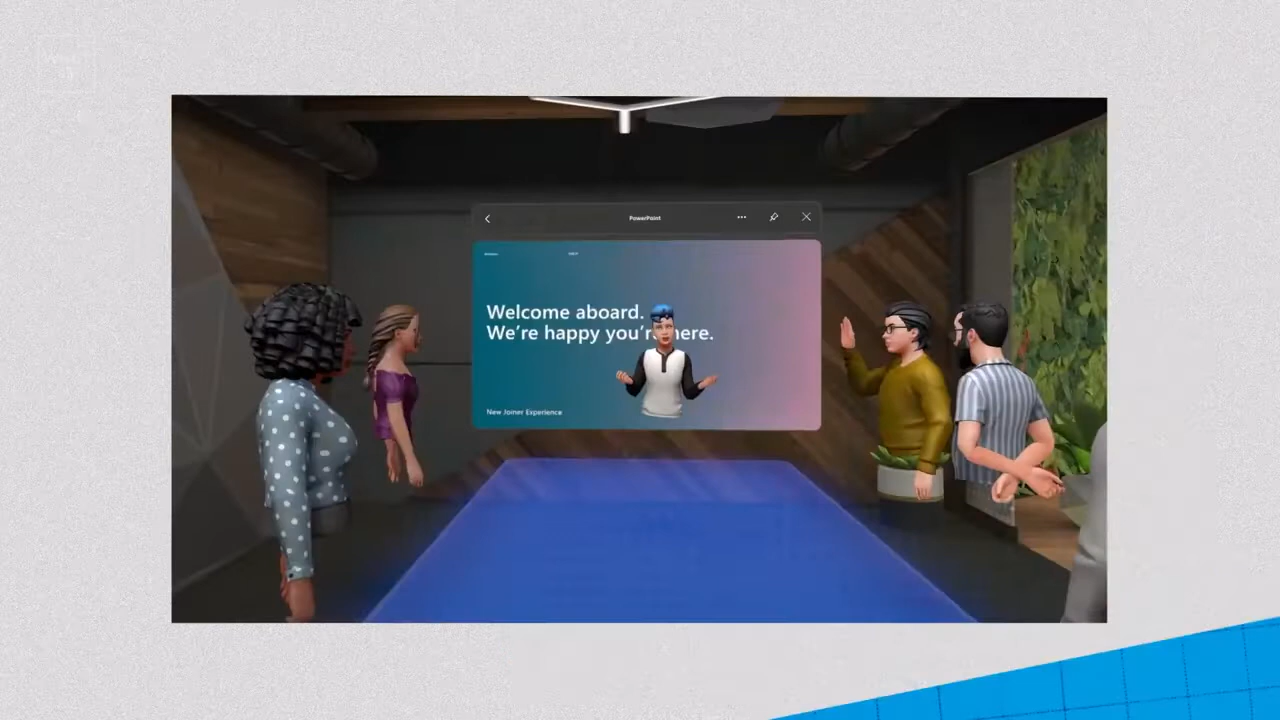 PowerPoint
Welcome aboard.
We're happy you're here.
New Joiner Experience